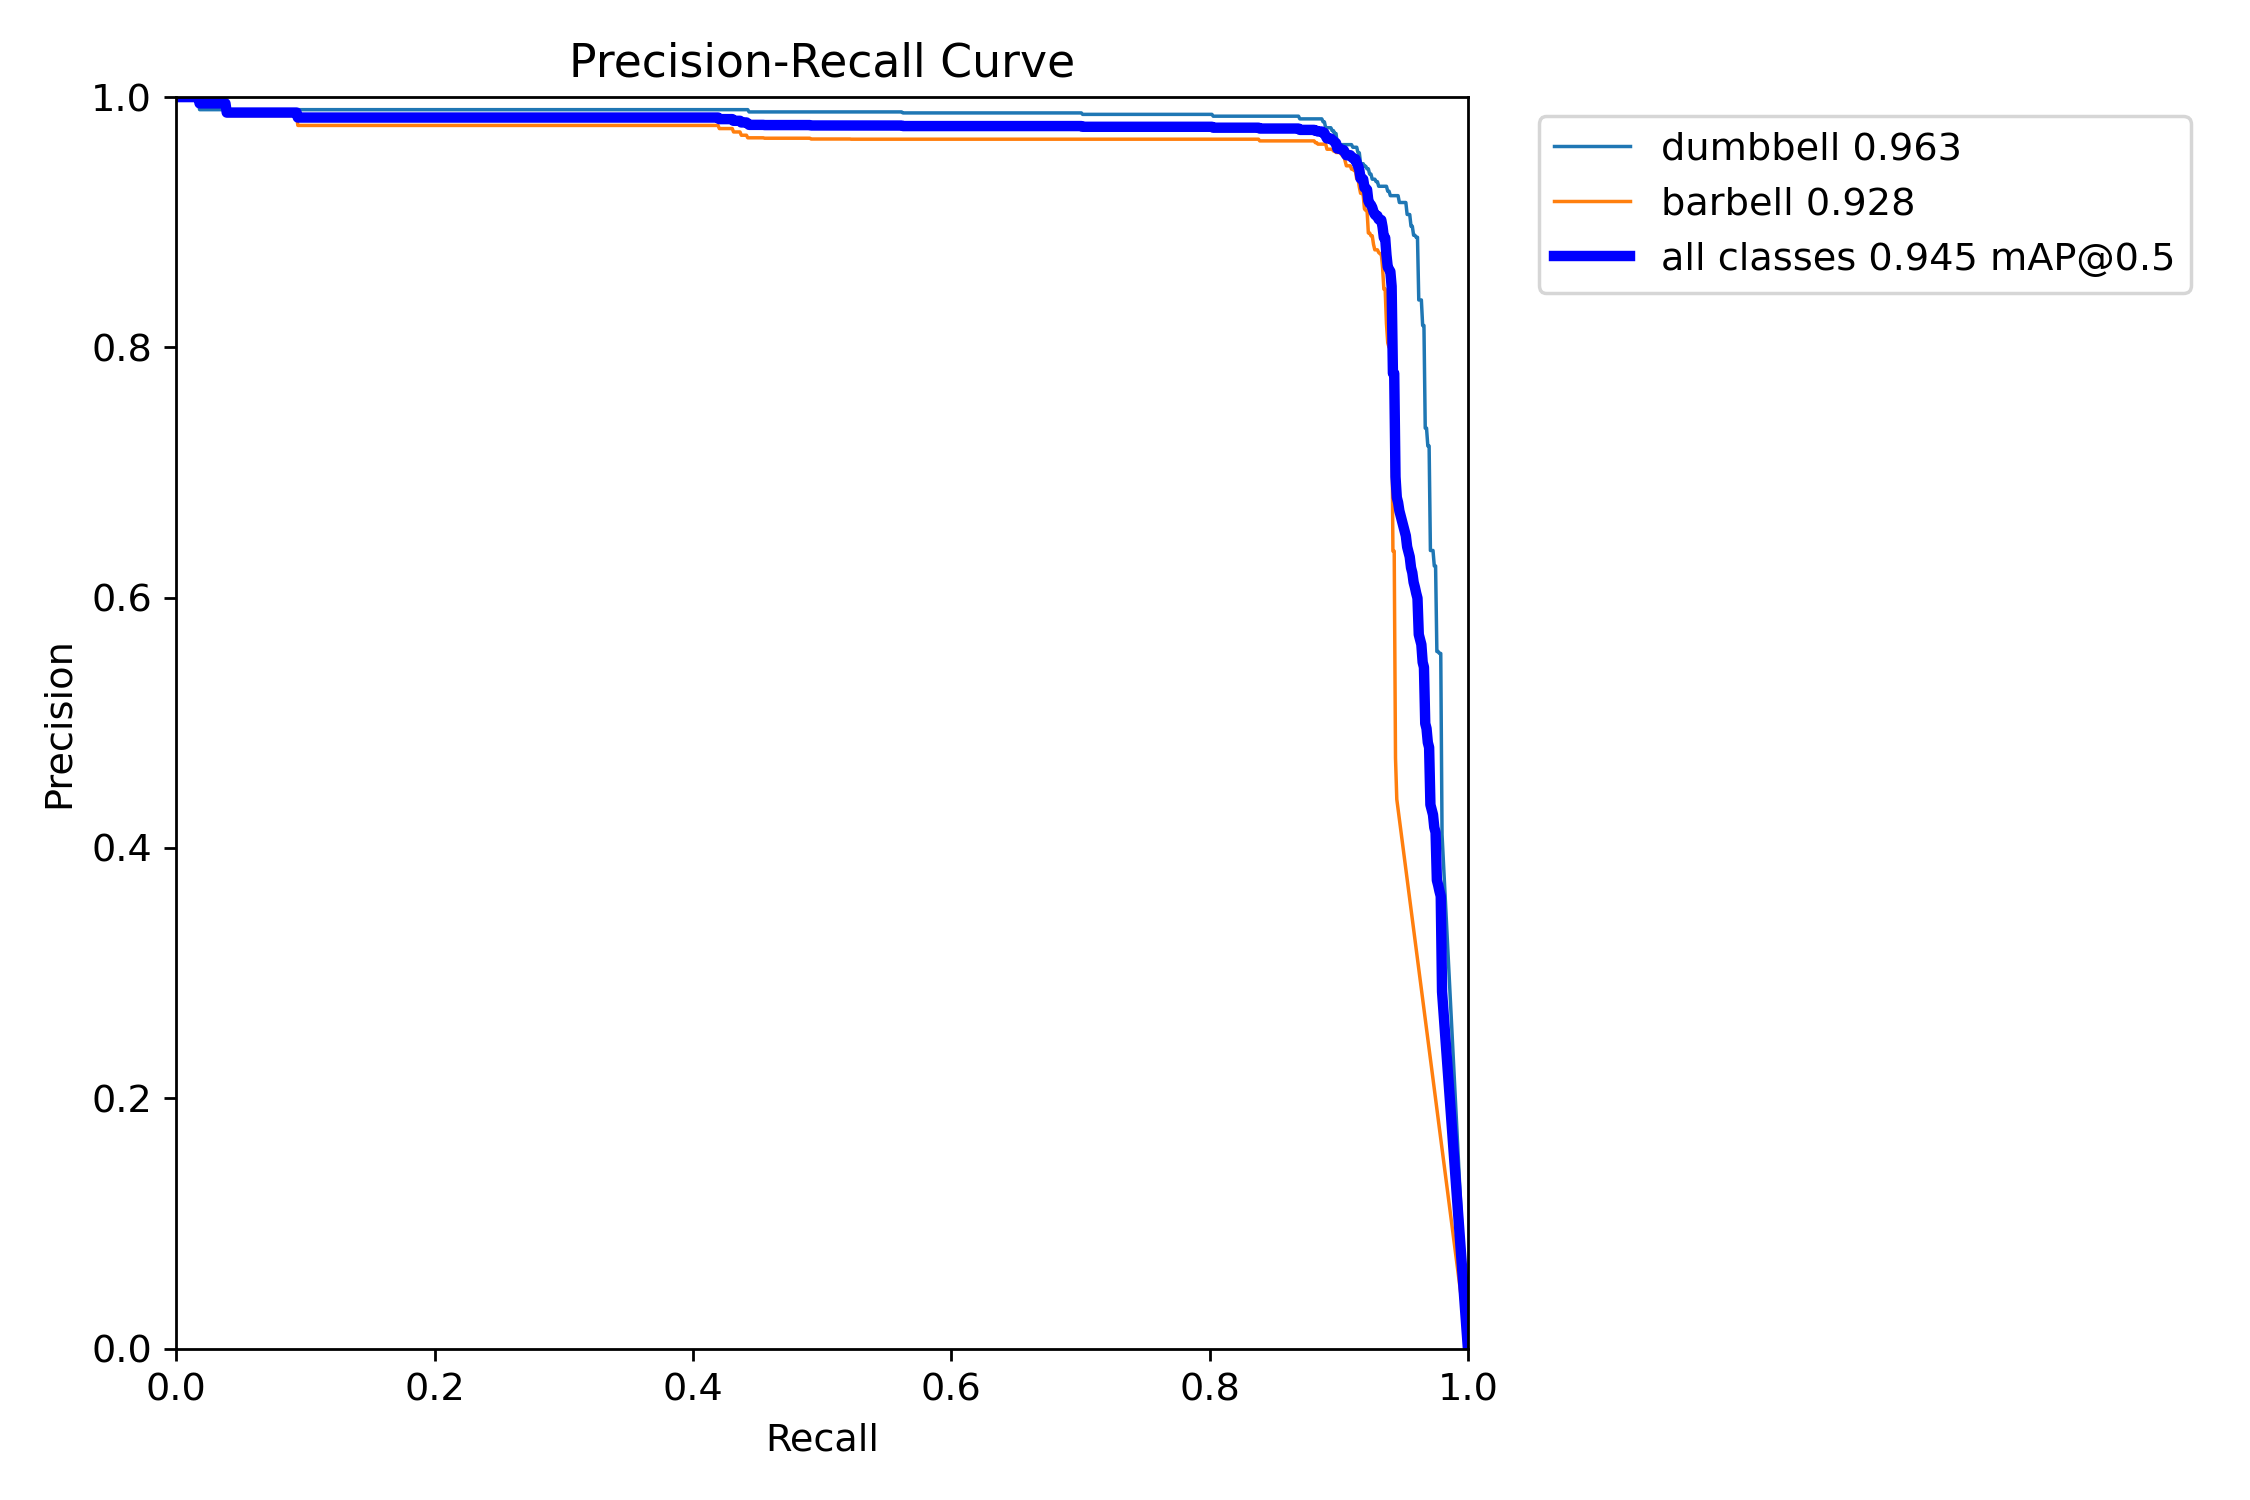 Precision-Recall Curve
dumbbell 0.963
barbell 0.928
all classes 0.945 mAP@0.5
1.0
0.8
0.6
0.4
0.2
0.0
Precision
0.0 0.2 0.4 0.6 0.8 1.0
Recall